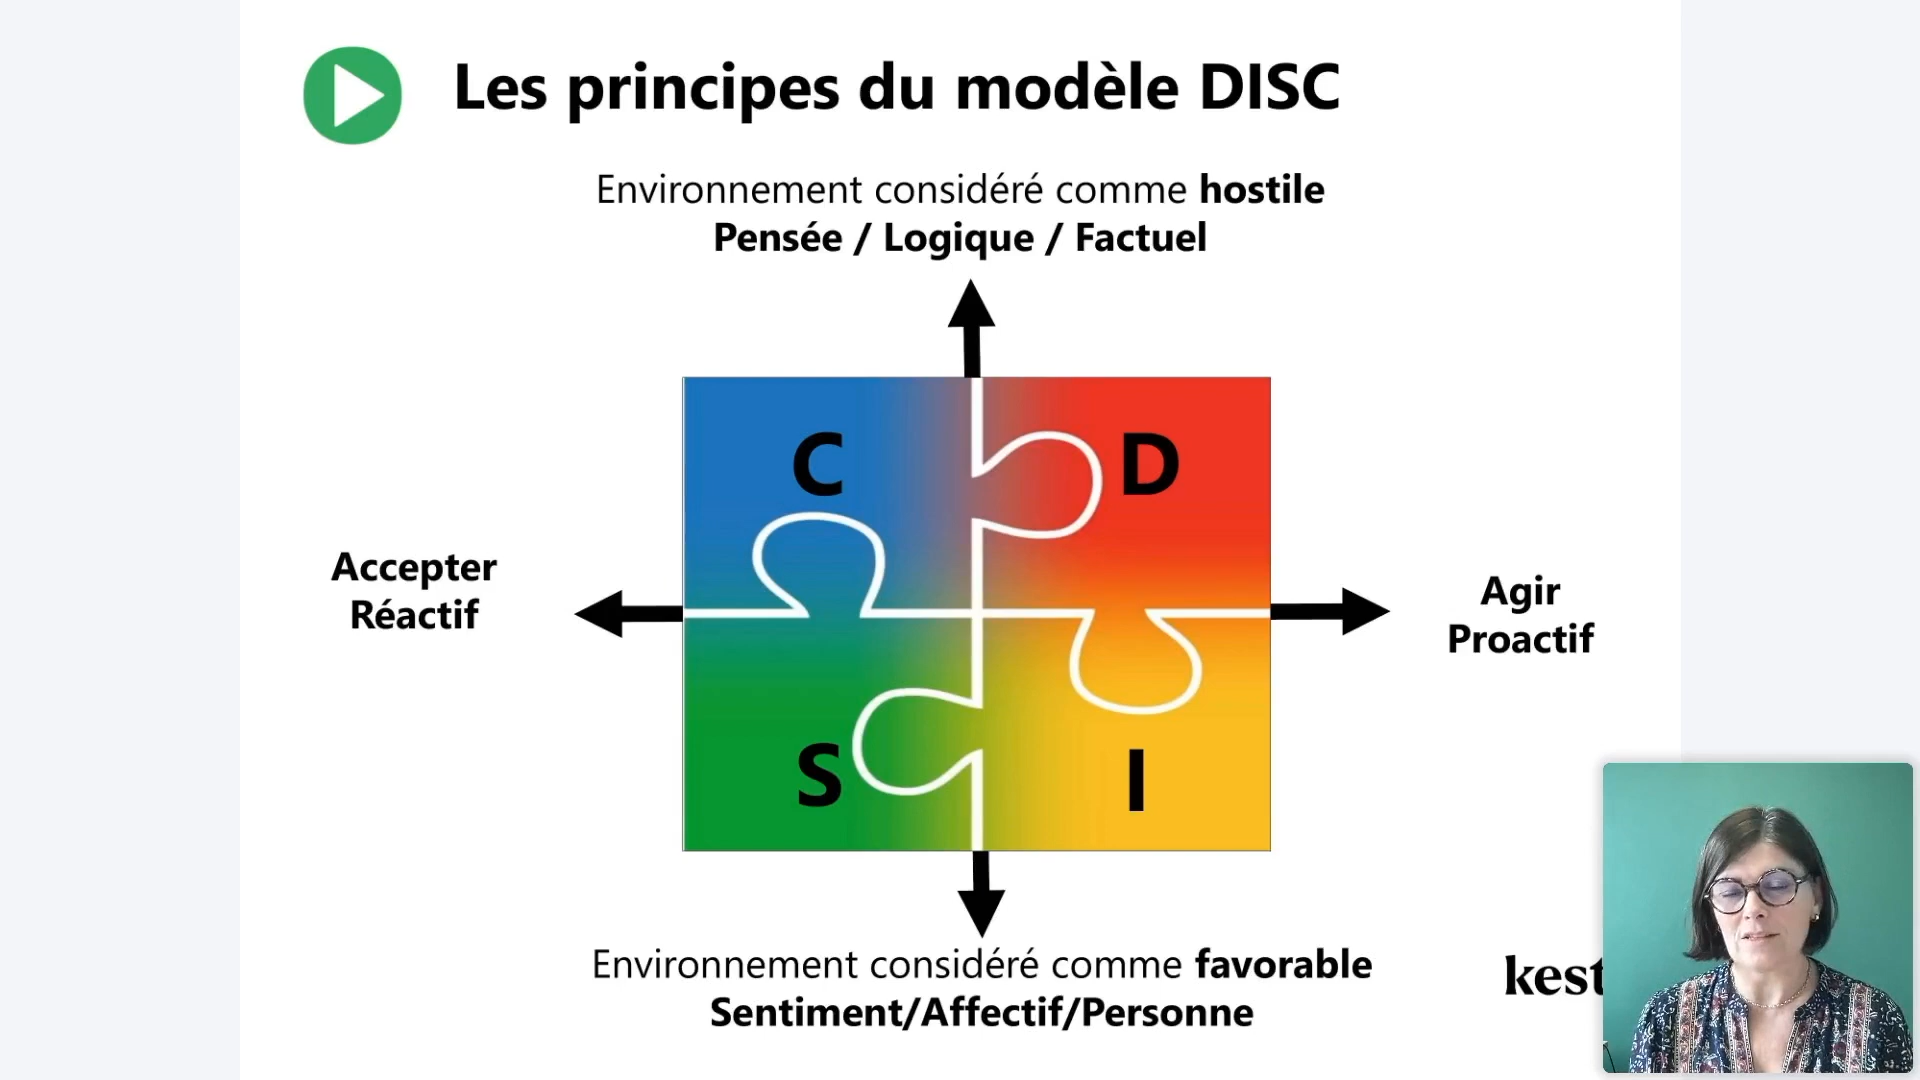 Les principes du modèle DISC
Environnement considéré comme hostile
Pensée / Logique / Factuel
C
D
Accepter
Réactif
Agir
Proactif
S
I
Environnement considéré comme favorable
Sentiment/Affectif/Personne
kest